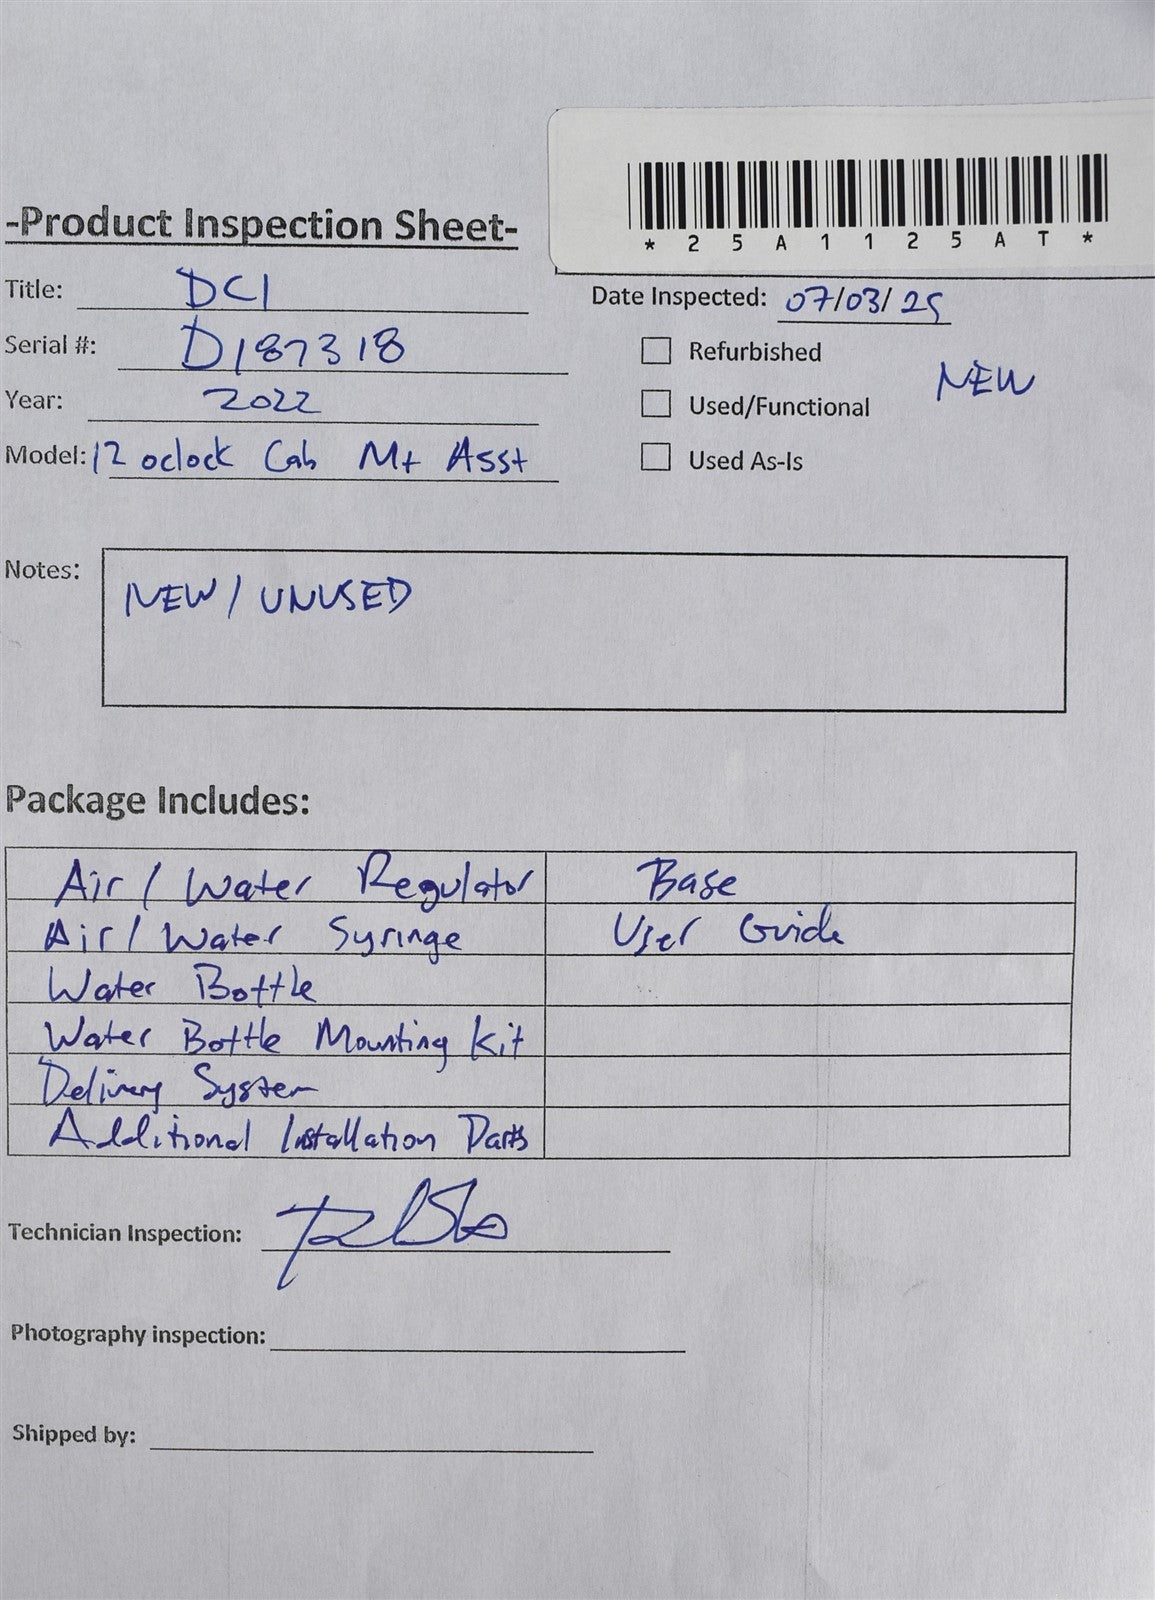 *25A1125AT*
-Product Inspection Sheet-
Title: DCI
Date Inspected: 07/03/25
Serial #: D187318
Refurbished
NEW
Year: 2022
Used/Functional
Model: 12 oclock Cab Mt Asst
Used As-Is
Notes: NEW / UNUSED
Package Includes:
Air / Water Regulator Base
Air / Water Syringe User Guide
Water Bottle
Water Bottle Mounting Kit
Delivery System
Additional Installation Parts
Technician Inspection:
Photography inspection:
Shipped by: